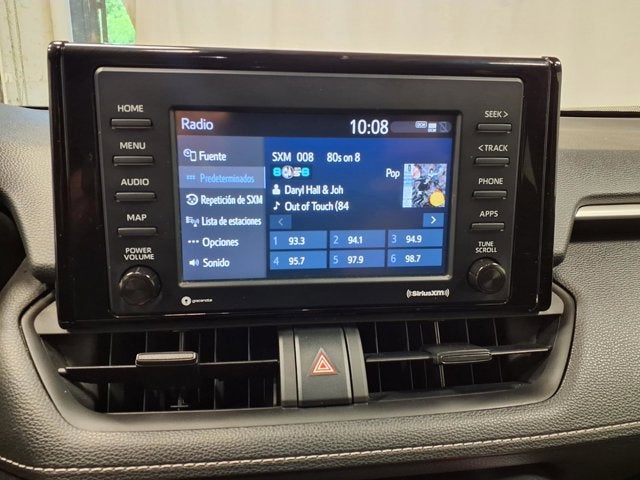 HOME
MENU
AUDIO
MAP
POWER
VOLUME
Radio
10:08
Fuente
Predeterminados
Repetición de SXM
Lista de estaciones
Opciones
Sonido
SXM 008 80s on 8
Pop
Daryl Hall & Joh
Out of Touch (84
1 93.3 2 94.1 3 94.9
4 95.7 5 97.9 6 98.7
SEEK >
< TRACK
PHONE
APPS
TUNE
SCROLL
gracenote
SiriusXM